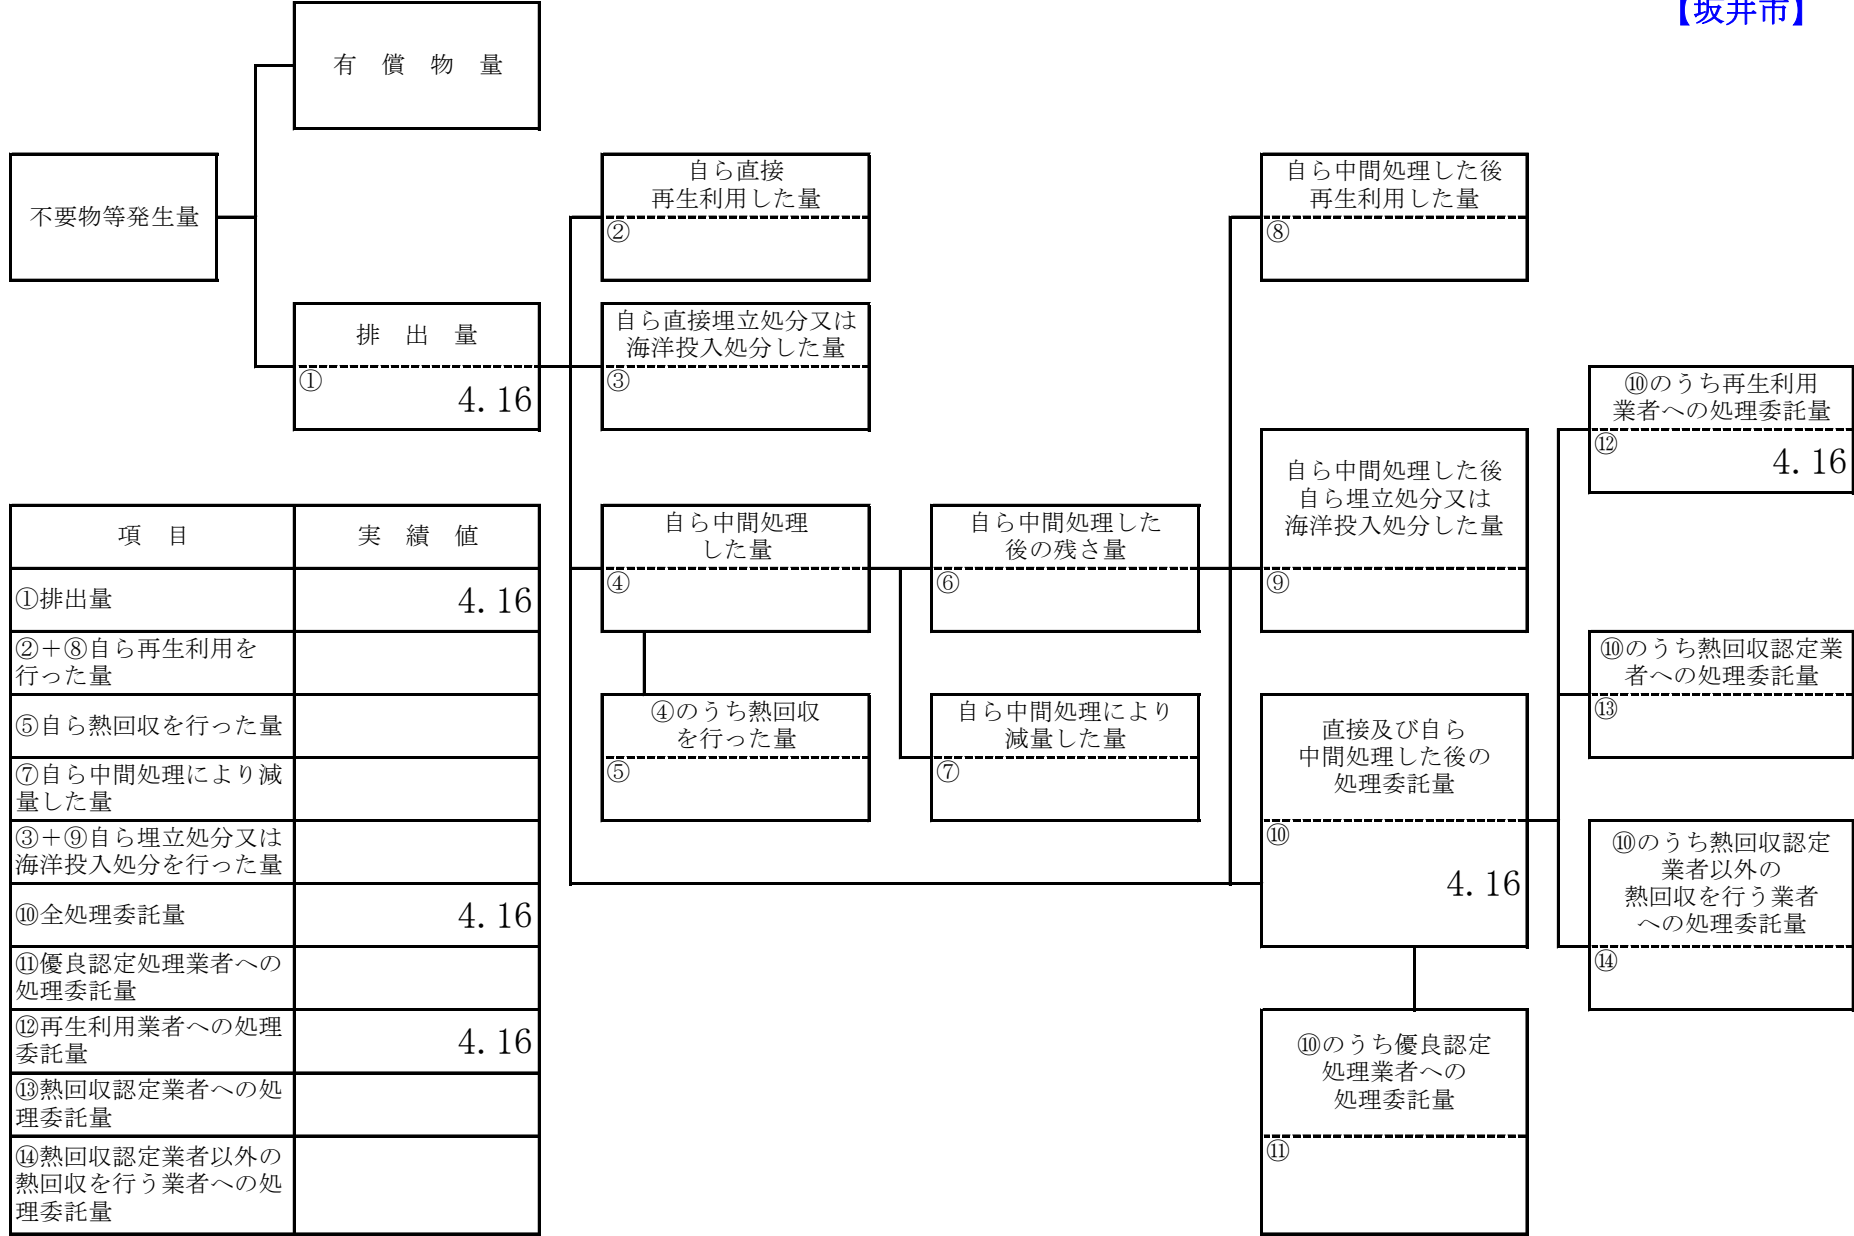 【坂井市】
有　償　物　量
不要物等発生量
排　出　量
①
4.16
自ら直接
再生利用した量
②
自ら直接埋立処分又は
海洋投入処分した量
③
自ら中間処理
した量
④
④のうち熱回収
を行った量
⑤
自ら中間処理した
後の残さ量
⑥
自ら中間処理により
減量した量
⑦
自ら中間処理した後
再生利用した量
⑧
自ら中間処理した後
自ら埋立処分又は
海洋投入処分した量
⑨
直接及び自ら
中間処理した後の
処理委託量
⑩
4.16
⑩のうち優良認定
処理業者への
処理委託量
⑪
⑩のうち再生利用
業者への処理委託量
⑫
4.16
⑩のうち熱回収認定業
者への処理委託量
⑬
⑩のうち熱回収認定
業者以外の
熱回収を行う業者
への処理委託量
⑭
項　目　実　績　値
①排出量　4.16
②＋⑧自ら再生利用を
行った量
⑤自ら熱回収を行った量
⑦自ら中間処理により減
量した量
③＋⑨自ら埋立処分又は
海洋投入処分を行った量
⑩全処理委託量　4.16
⑪優良認定処理業者への
処理委託量
⑫再生利用業者への処理
委託量　4.16
⑬熱回収認定業者への処
理委託量
⑭熱回収認定業者以外の
熱回収を行う業者への処
理委託量